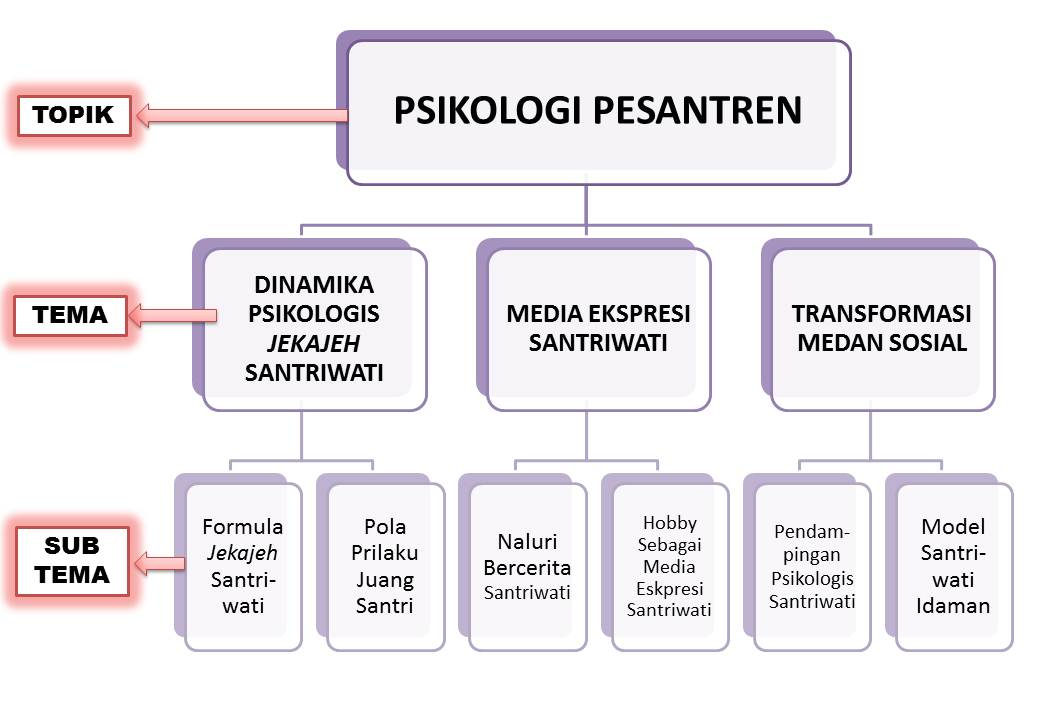 TOPIK
PSIKOLOGI PESANTREN
TEMA
DINAMIKA
PSIKOLOGIS
JEKAJEH
SANTRIWATI
MEDIA EKSPRESI
SANTRIWATI
TRANSFORMASI
MEDAN SOSIAL
SUB
TEMA
Formula
Jekajeh
Santri-
wati
Pola
Prilaku
Juang
Santri
Naluri
Bercerita
Santriwati
Hobby
Sebagai
Media
Eskpresi
Santriwati
Pendam-
pingan
Psikologis
Santriwati
Model
Santri-
wati
Idaman